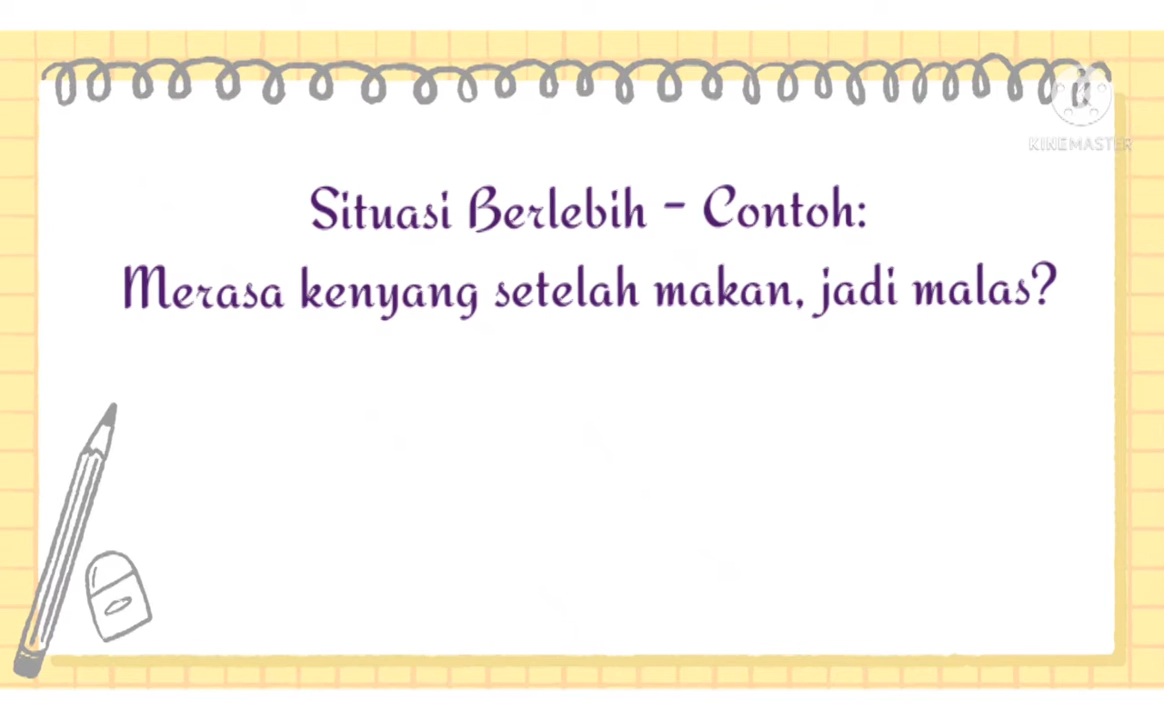 KINEMASTER
Situasi Berlebih - Contoh:
Merasa kenyang setelah makan, jadi malas?